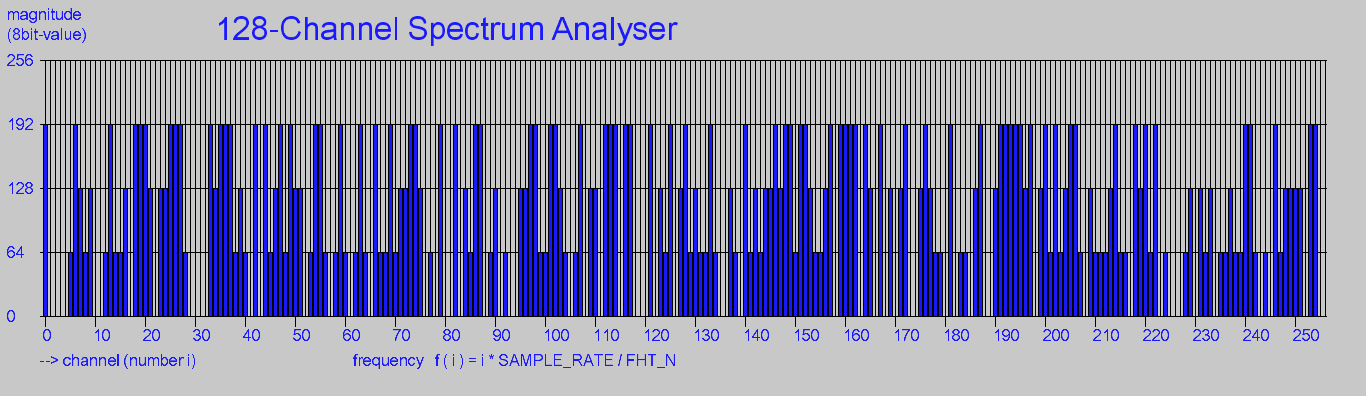 magnitude
(8bit-value)
128-Channel Spectrum Analyser
256
192
128
64
0
0 10 20 30 40 50 60 70 80 90 100 110 120 130 140 150 160 170 180 190 200 210 220 230 240 250
--> channel (number i) frequency f ( i ) = i * SAMPLE_RATE / FHT_N